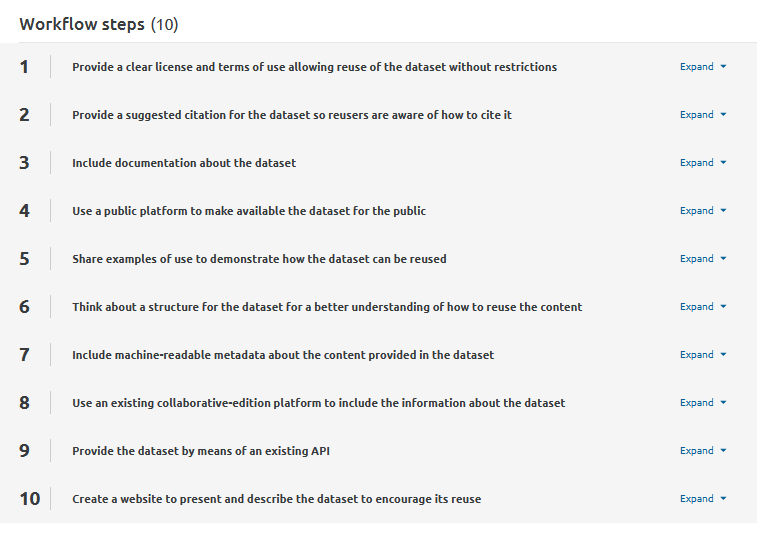 Workflow steps (10)
1 Provide a clear license and terms of use allowing reuse of the dataset without restrictions Expand
2 Provide a suggested citation for the dataset so reusers are aware of how to cite it Expand
3 Include documentation about the dataset Expand
4 Use a public platform to make available the dataset for the public Expand
5 Share examples of use to demonstrate how the dataset can be reused Expand
6 Think about a structure for the dataset for a better understanding of how to reuse the content Expand
7 Include machine-readable metadata about the content provided in the dataset Expand
8 Use an existing collaborative-edition platform to include the information about the dataset Expand
9 Provide the dataset by means of an existing API Expand
10 Create a website to present and describe the dataset to encourage its reuse Expand